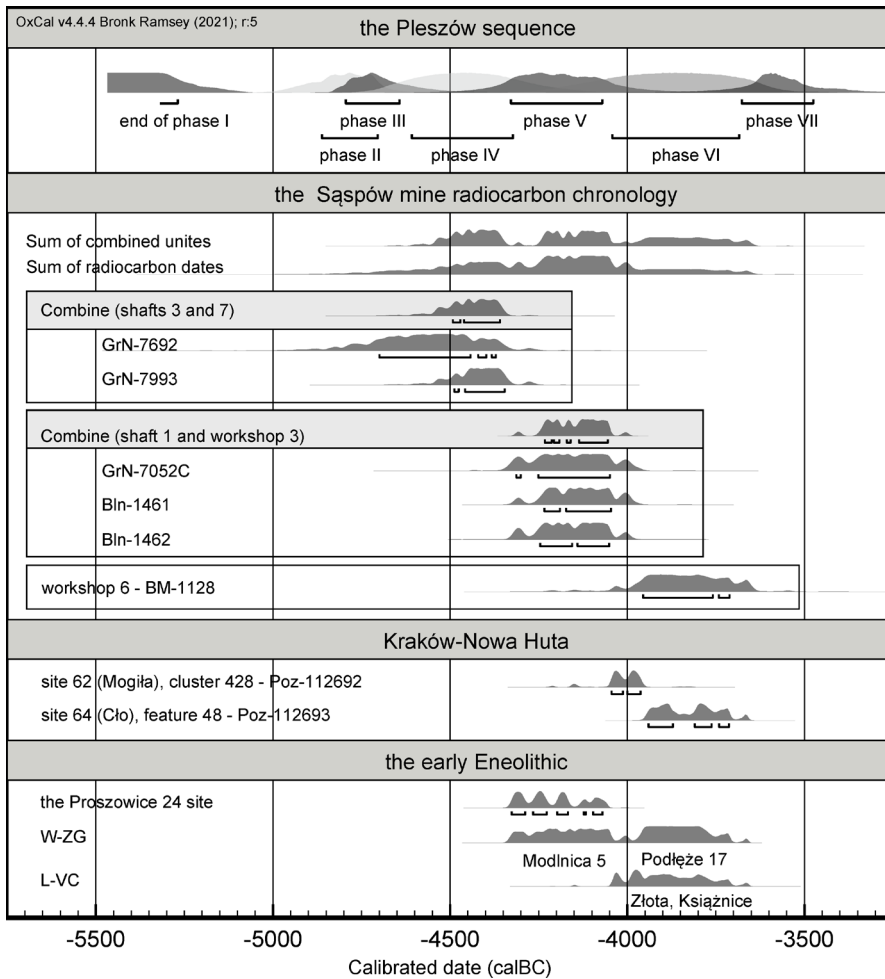 OxCal v4.4.4 Bronk Ramsey (2021); r:5
the Pleszów sequence
end of phase I
phase III
phase V
phase VII
phase II
phase IV
phase VI
the Sąspów mine radiocarbon chronology
Sum of combined unites
Sum of radiocarbon dates
Combine (shafts 3 and 7)
GrN-7692
GrN-7993
Combine (shaft 1 and workshop 3)
GrN-7052C
Bln-1461
Bln-1462
workshop 6 - BM-1128
Kraków-Nowa Huta
site 62 (Mogiła), cluster 428 - Poz-112692
site 64 (Cło), feature 48 - Poz-112693
the early Eneolithic
the Proszowice 24 site
W-ZG
Modlnica 5
Podłęże 17
L-VC
Złota, Książnice
-5500 -5000 -4500 -4000 -3500
Calibrated date (calBC)